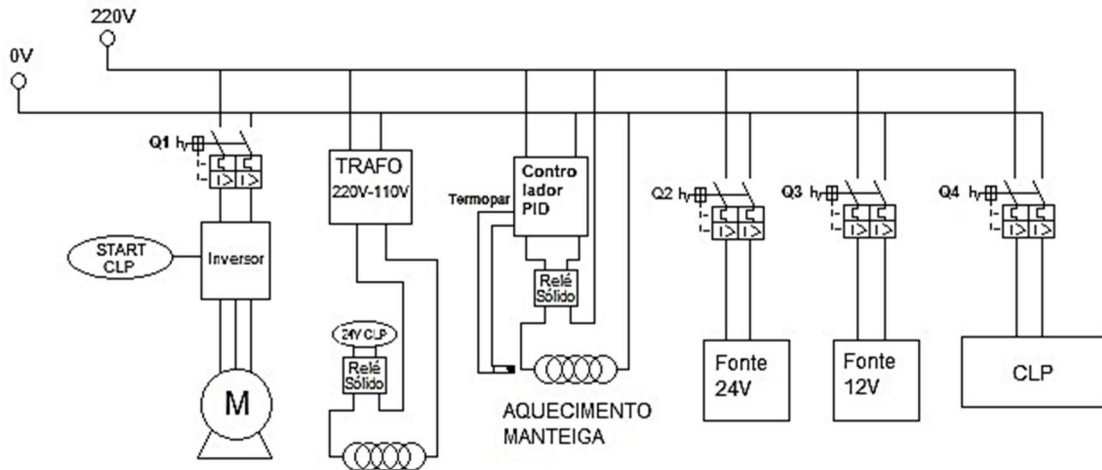 220V
0V
Q1
TRAFO
220V-110V
Contro
lador
PID
Termopar
Q2
Q3
Q4
START
CLP
Inversor
Relé
Sólido
24V CLP
Relé
Sólido
Fonte
24V
Fonte
12V
CLP
M
AQUECIMENTO
MANTEIGA